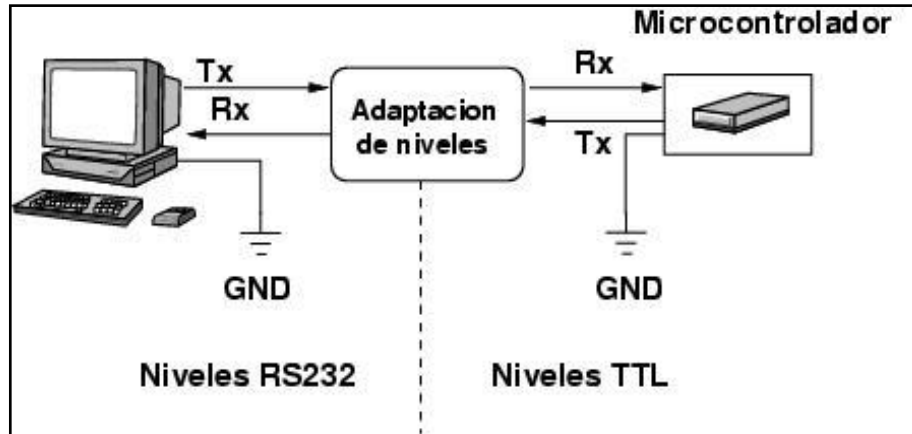 Microcontrolador
Tx
Rx
Adaptacion
de niveles
Rx
Tx
GND
GND
Niveles RS232
Niveles TTL